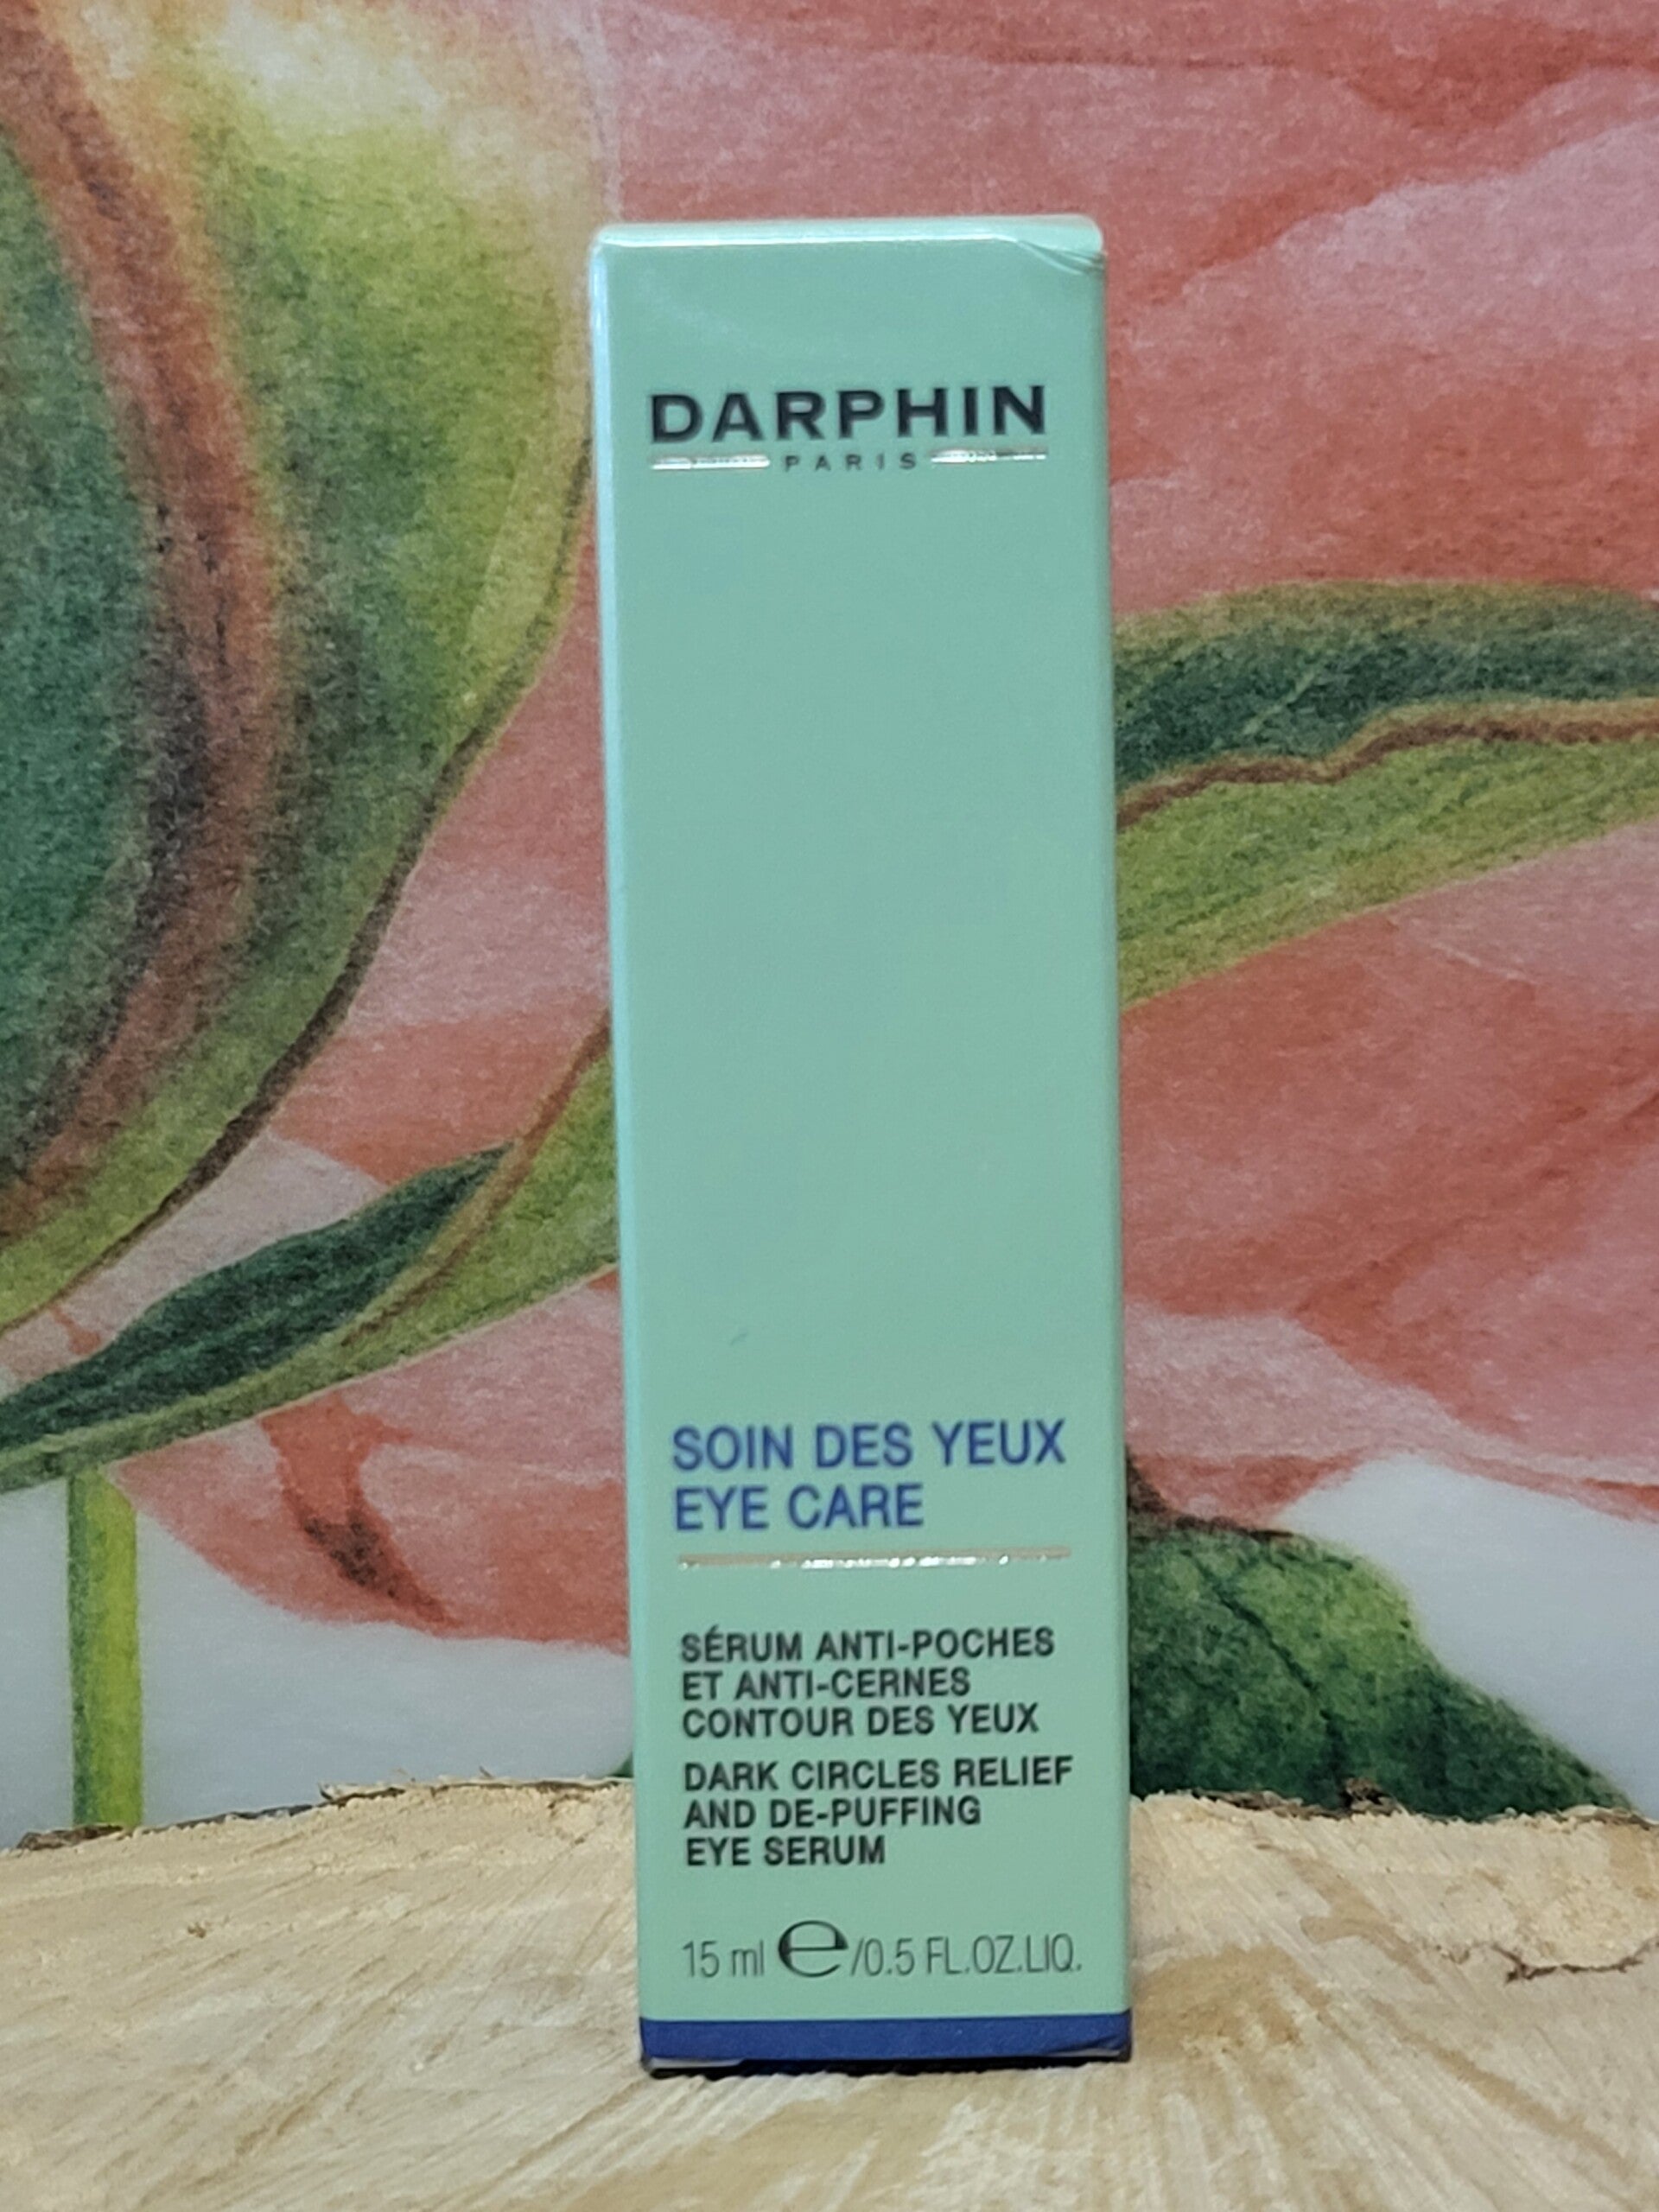 DARPHIN
PARIS
SOIN DES YEUX
EYE CARE
SÉRUM ANTI-POCHES
ET ANTI-CERNES
CONTOUR DES YEUX
DARK CIRCLES RELIEF
AND DE-PUFFING
EYE SERUM
15 ml ℮/0.5 FL.OZ.LIQ.